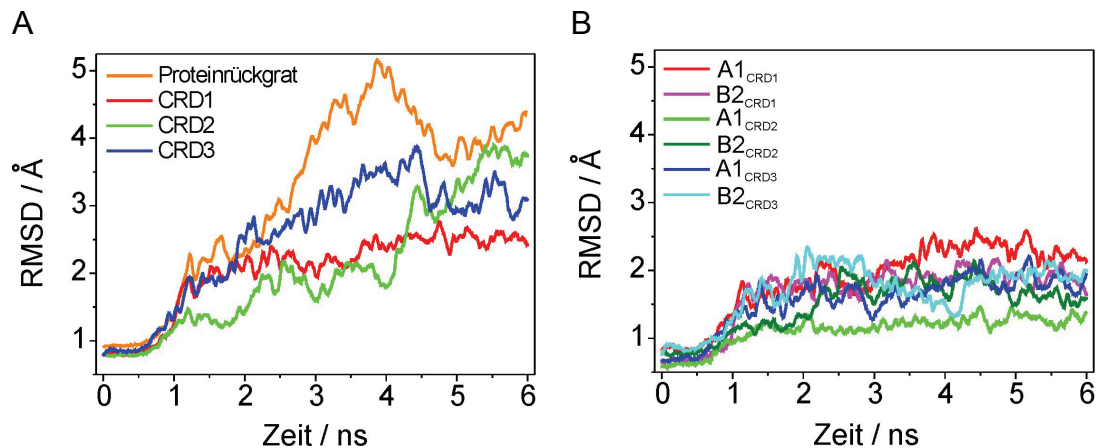 A
RMSD / Å
5
4
3
2
1
Proteinrückgrat
CRD1
CRD2
CRD3
0 1 2 3 4 5 6
Zeit / ns
B
RMSD / Å
5
4
3
2
1
A1CRD1
B2CRD1
A1CRD2
B2CRD2
A1CRD3
B2CRD3
0 1 2 3 4 5 6
Zeit / ns